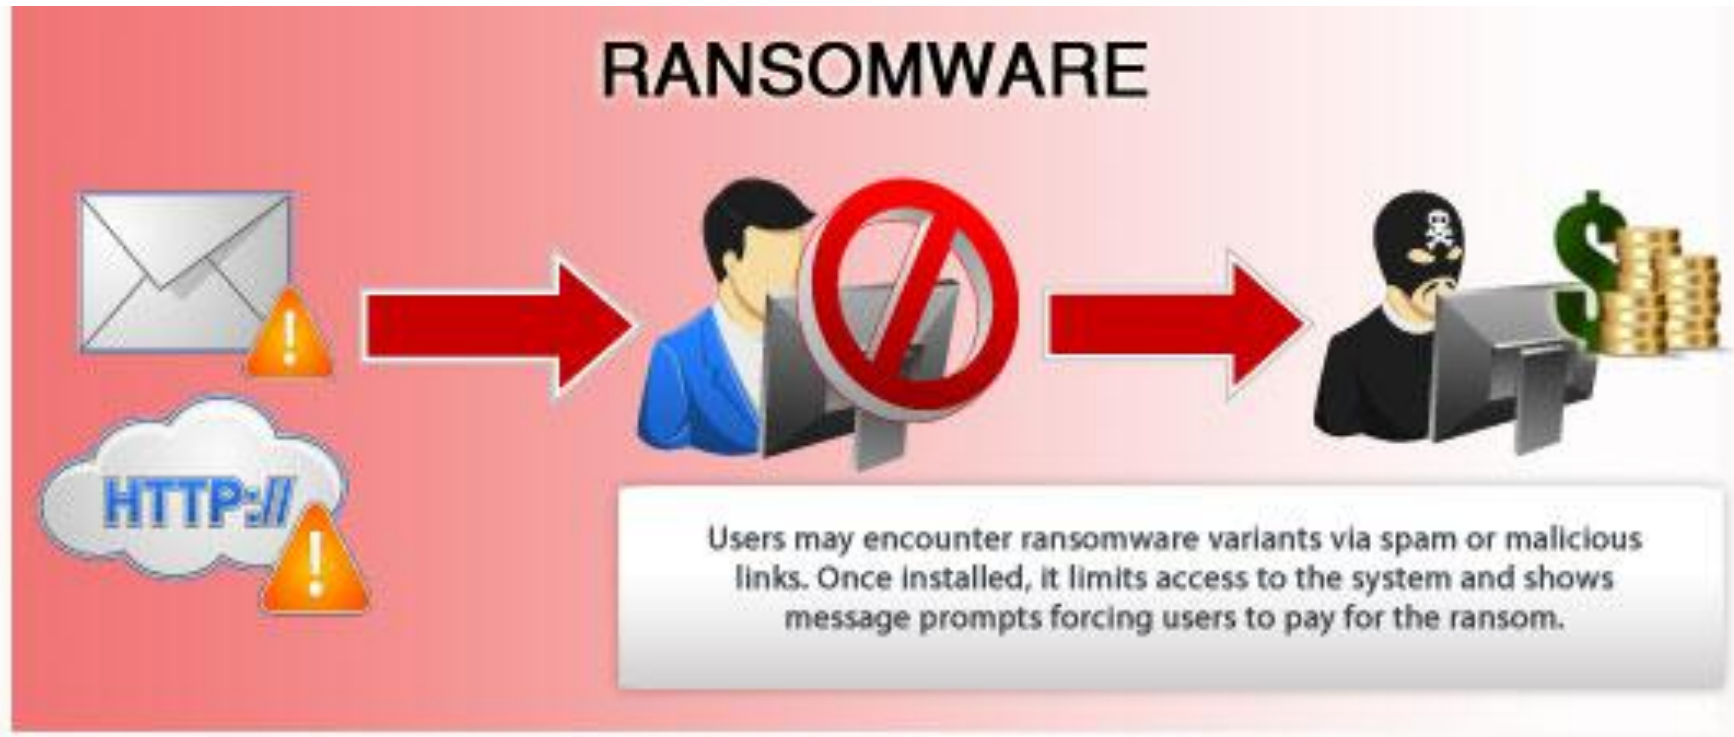 RANSOMWARE
HTTP://
Users may encounter ransomware variants via spam or malicious
links. Once installed, it limits access to the system and shows
message prompts forcing users to pay for the ransom.